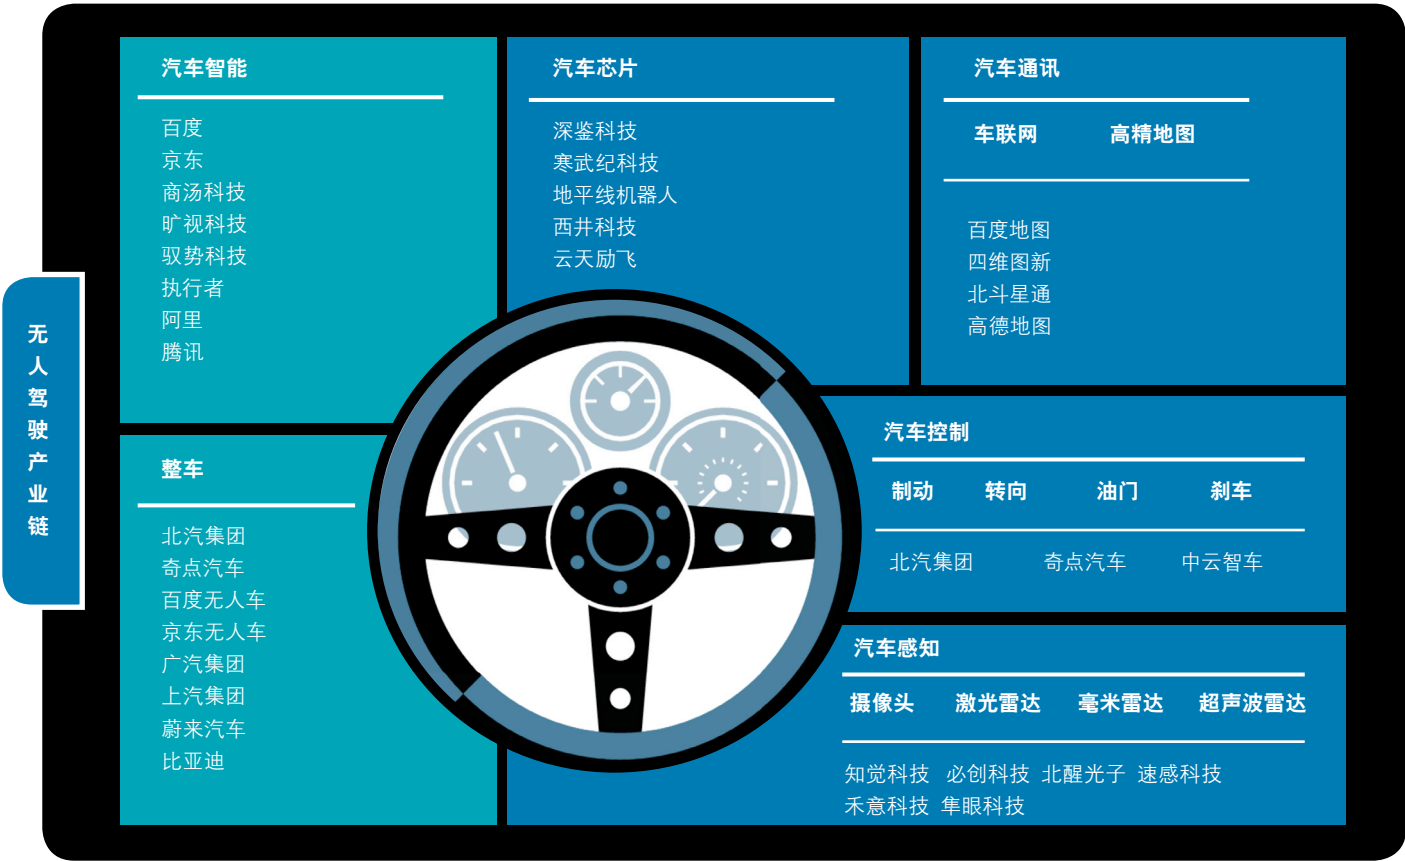 无人驾驶产业链
汽车智能
百度
京东
商汤科技
旷视科技
驭势科技
执行者
阿里
腾讯
汽车芯片
深鉴科技
寒武纪科技
地平线机器人
西井科技
云天励飞
汽车通讯
车联网 高精地图
百度地图
四维图新
北斗星通
高德地图
整车
北汽集团
奇点汽车
百度无人车
京东无人车
广汽集团
上汽集团
蔚来汽车
比亚迪
汽车控制
制动 转向 油门 刹车
北汽集团 奇点汽车 中云智车
汽车感知
摄像头 激光雷达 毫米雷达 超声波雷达
知觉科技 必创科技 北醒光子 速感科技
禾意科技 隼眼科技